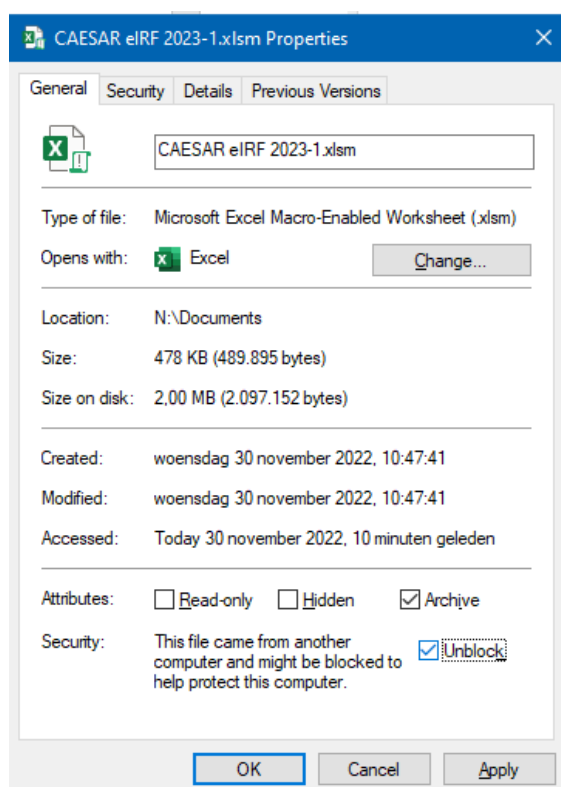 CAESAR eIRF 2023-1.xlsm Properties
General Security Details Previous Versions
CAESAR eIRF 2023-1.xlsm
Type of file: Microsoft Excel Macro-Enabled Worksheet (.xlsm)
Opens with: Excel Change...
Location: N:\Documents
Size: 478 KB (489.895 bytes)
Size on disk: 2,00 MB (2.097.152 bytes)
Created: woensdag 30 november 2022, 10:47:41
Modified: woensdag 30 november 2022, 10:47:41
Accessed: Today 30 november 2022, 10 minuten geleden
Attributes: Read-only Hidden Archive
Security: This file came from another
computer and might be blocked to
help protect this computer.
Unblock
OK Cancel Apply